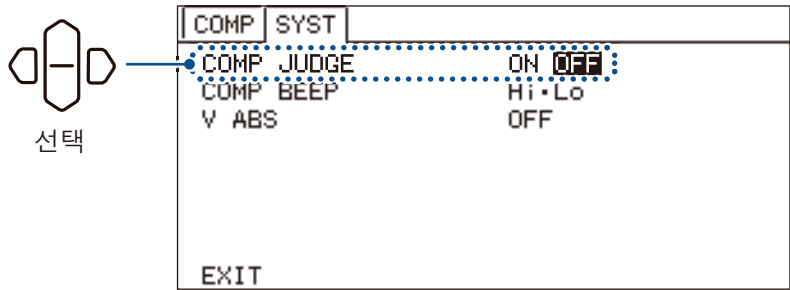 COMP SYST
COMP JUDGE ON OFF
COMP BEEP Hi・Lo
V ABS OFF
선택
EXIT